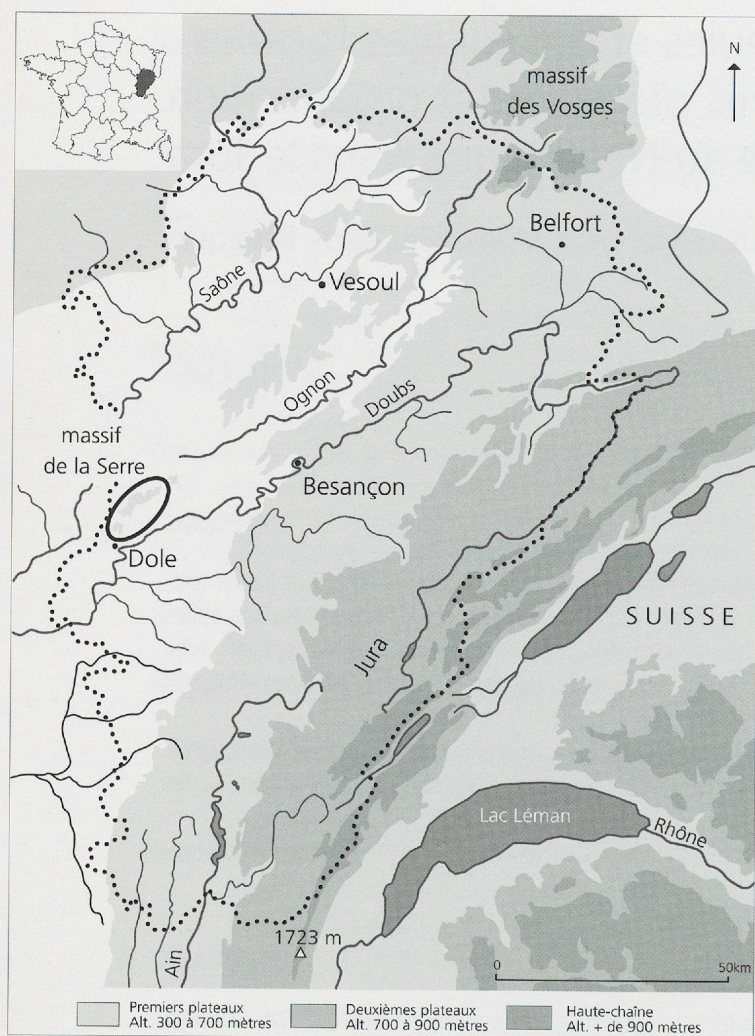 N
massif
des Vosges
Belfort
Saône
Vesoul
Ognon
Doubs
massif
de la Serre
Besançon
Dole
SUISSE
Jura
Lac Léman
Rhône
1723 m
Ain
0
50km
Premiers plateaux
Alt. 300 à 700 mètres
Deuxièmes plateaux
Alt. 700 à 900 mètres
Haute-chaîne
Alt. + de 900 mètres